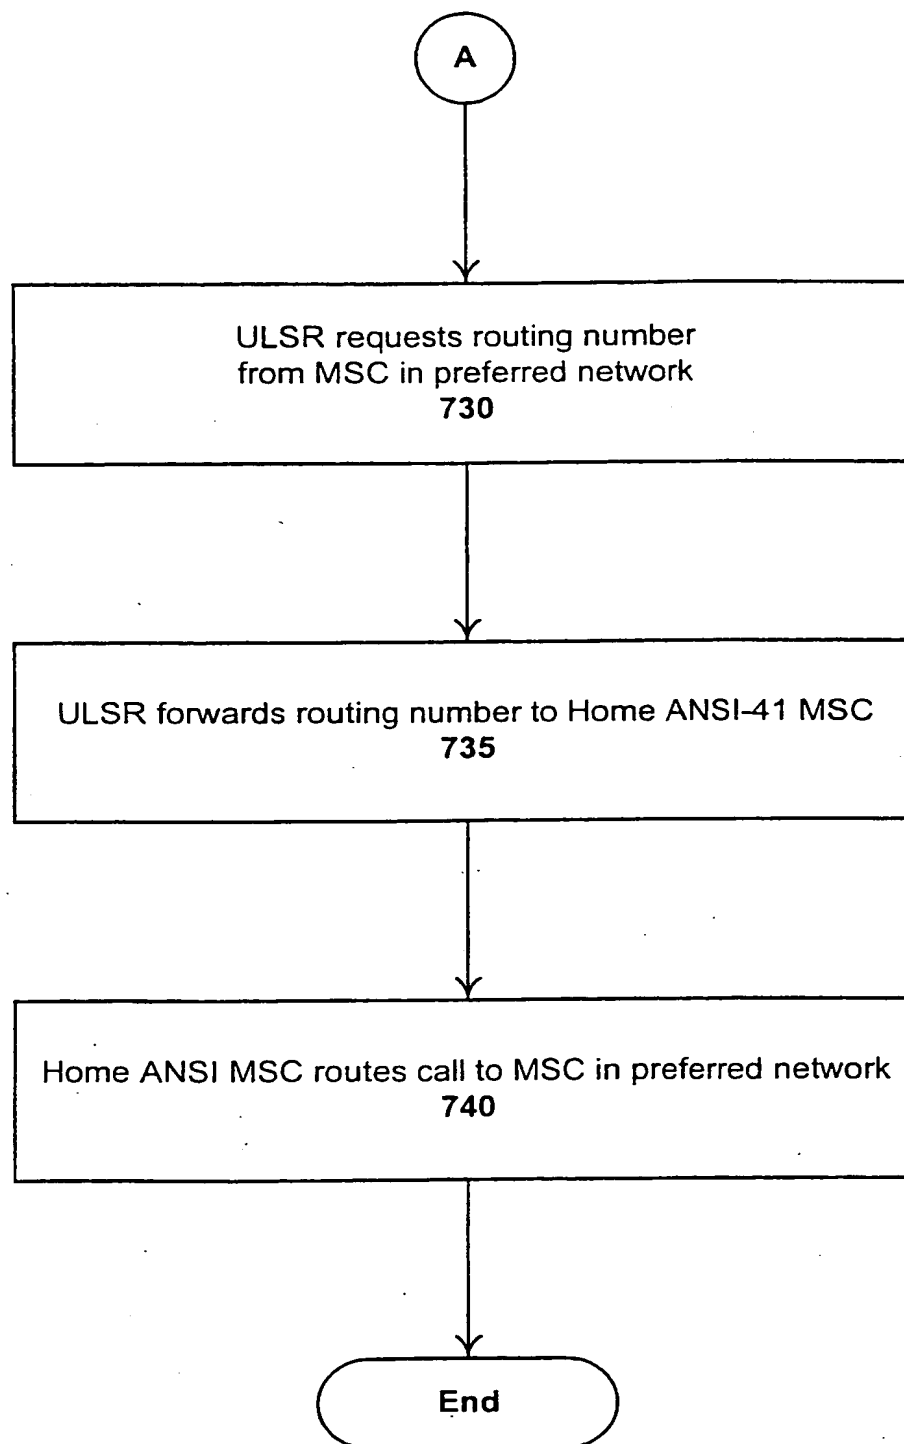 A
ULSR requests routing number
from MSC in preferred network
730
ULSR forwards routing number to Home ANSI-41 MSC
735
Home ANSI MSC routes call to MSC in preferred network
740
End